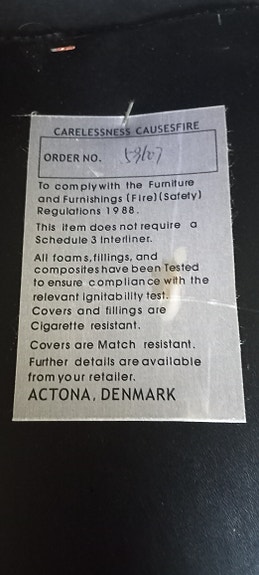 CARELESSNESS CAUSESFIRE
ORDER NO. 59607
To comply with the Furniture
and Furnishings (Fire)(Safety)
Regulations 1988.
This item does not require a
Schedule 3 Interliner.
All foams,fillings, and
composites have been Tested
to ensure compliance with the
relevant Ignitability test.
Covers and fillings are
Cigarette resistant.
Covers are Match resistant.
Further details are available
from your retailer.
ACTONA, DENMARK